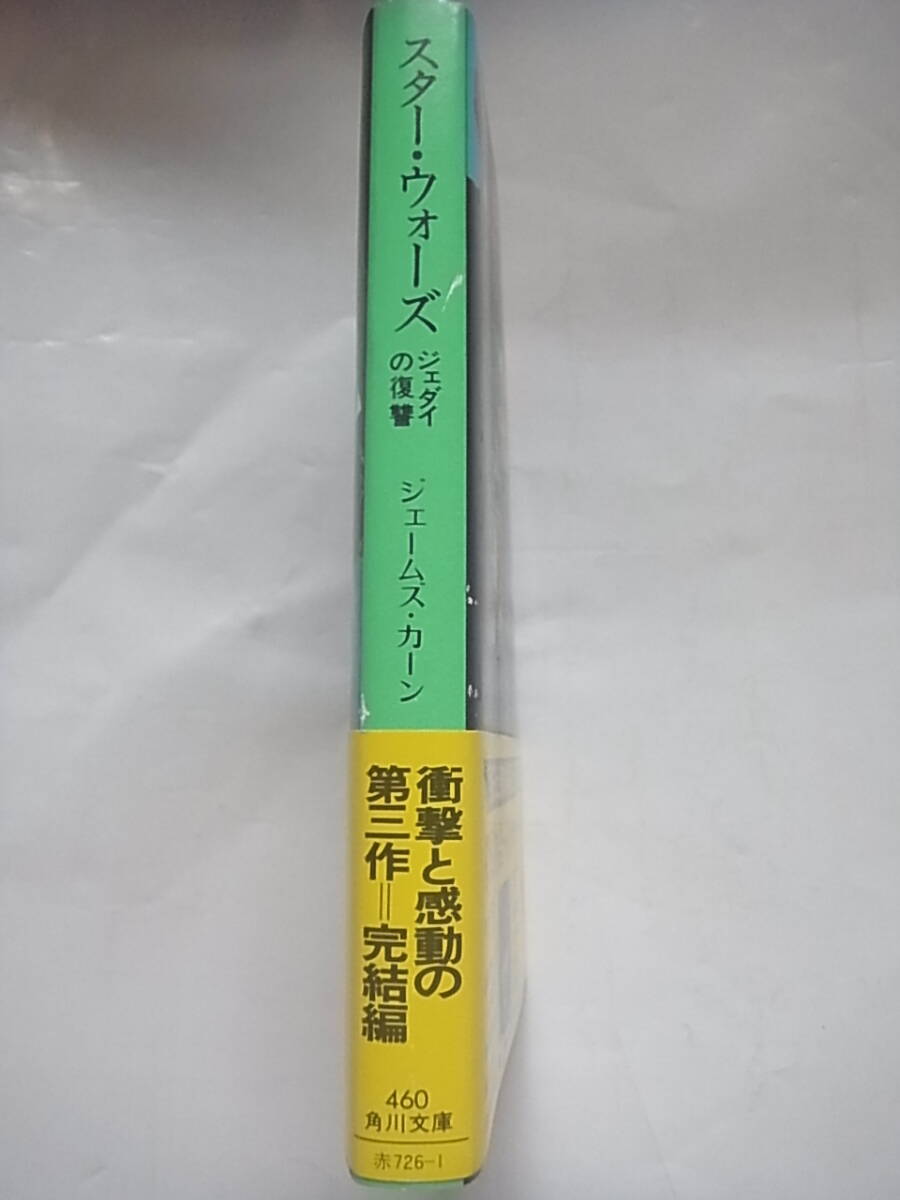 スター・ウォーズ
ジェダイ
の復讐
ジェームス・カーン
衝撃と感動の
第三作=完結編
460
角川文庫
赤726-1